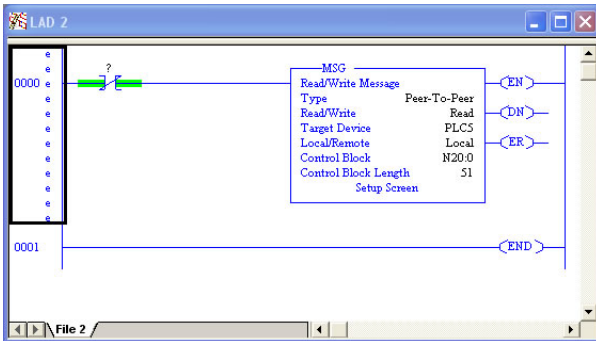 LAD 2
e
e
0000 e
e
e
e
e
e
e
e
e
?
MSG
Read/Write Message
Type Peer-To-Peer
Read/Write Read
Target Device PLC5
Local/Remote Local
Control Block N20:0
Control Block Length 51
Setup Screen
EN
DN
ER
0001
END
File 2